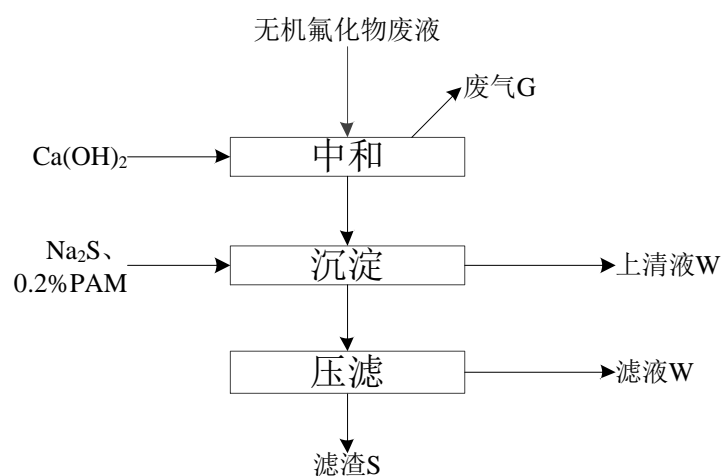 无机氟化物废液
废气G
Ca(OH)₂
中和
Na₂S、
0.2%PAM
沉淀
上清液W
压滤
滤液W
滤渣S